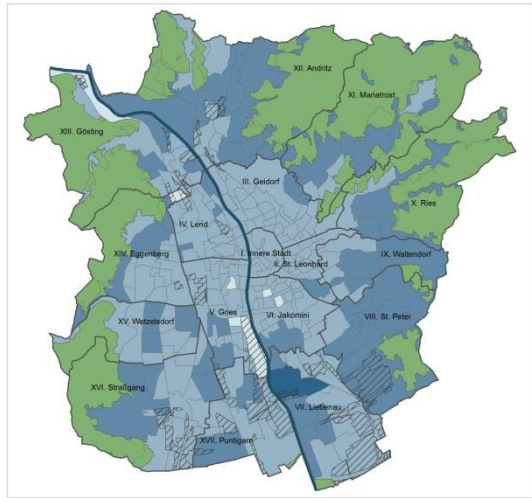 XII. Andritz
XI. Mariatrost
XIII. Gösting
III. Geidorf
X. Ries
IV. Lend
I. Innere Stadt
XIV. Eggenberg
II. St. Leonhard
IX. Waltendorf
V. Gries
VI. Jakomini
VIII. St. Peter
XV. Wetzelsdorf
XVI. Straßgang
VII. Liebenau
XVII. Puntigam